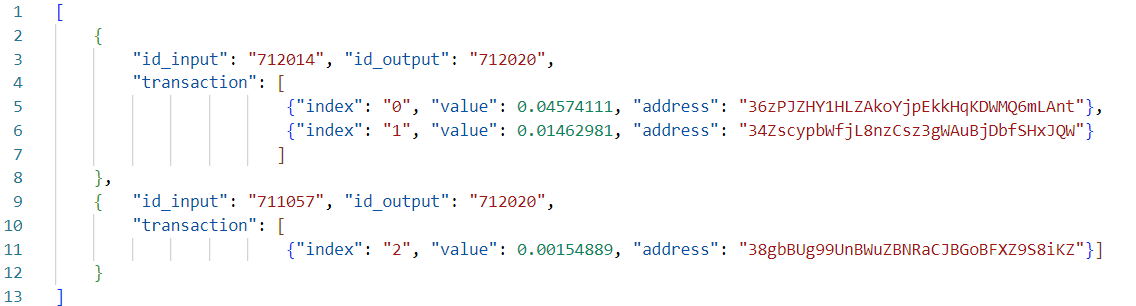 1 [
2 {
3 "id_input": "712014", "id_output": "712020",
4 "transaction": [
5 {"index": "0", "value": 0.04574111, "address": "36zPJZHY1HLZAkoYjpEkkHqKDWMQ6mLAnt"},
6 {"index": "1", "value": 0.01462981, "address": "34ZscypbWfjL8nzCsz3gWAuBjDbfSHxJQW"}
7 ]
8 },
9 { "id_input": "711057", "id_output": "712020",
10 "transaction": [
11 {"index": "2", "value": 0.00154889, "address": "38gbBUg99UnBWuZBNRaCJBGoBFXZ9S8iKZ"}]
12 }
13 ]